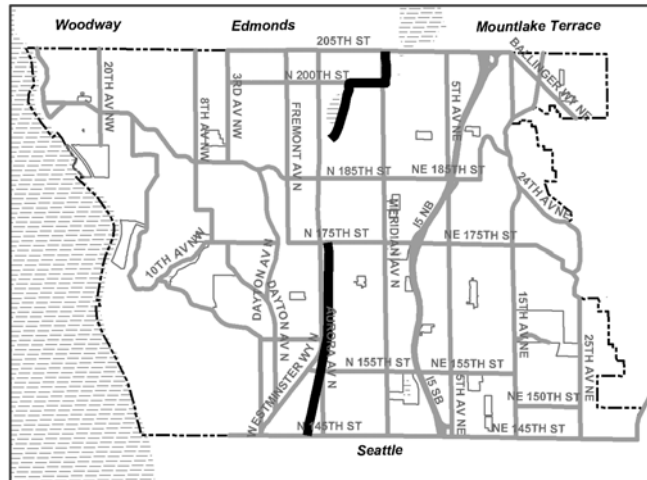 Woodway
Edmonds
Mountlake Terrace
205TH ST
BALLINGER WY NE
20TH AV NW
8TH AV NW
3RD AV NW
N 200TH ST
FREMONT AV N
5TH AV NE
N 185TH ST
NE 185TH ST
24TH AV NE
MERIDIAN AV N
I5 NB
N 175TH ST
NE 175TH ST
10TH AV NW
DAYTON AV N
DAYTON AV N
AURORA AV N
15TH AV NE
25TH AV NE
N 155TH ST
NE 155TH ST
WESTMINSTER WY N
I5 SB
5TH AV NE
NE 150TH ST
N 145TH ST
NE 145TH ST
Seattle